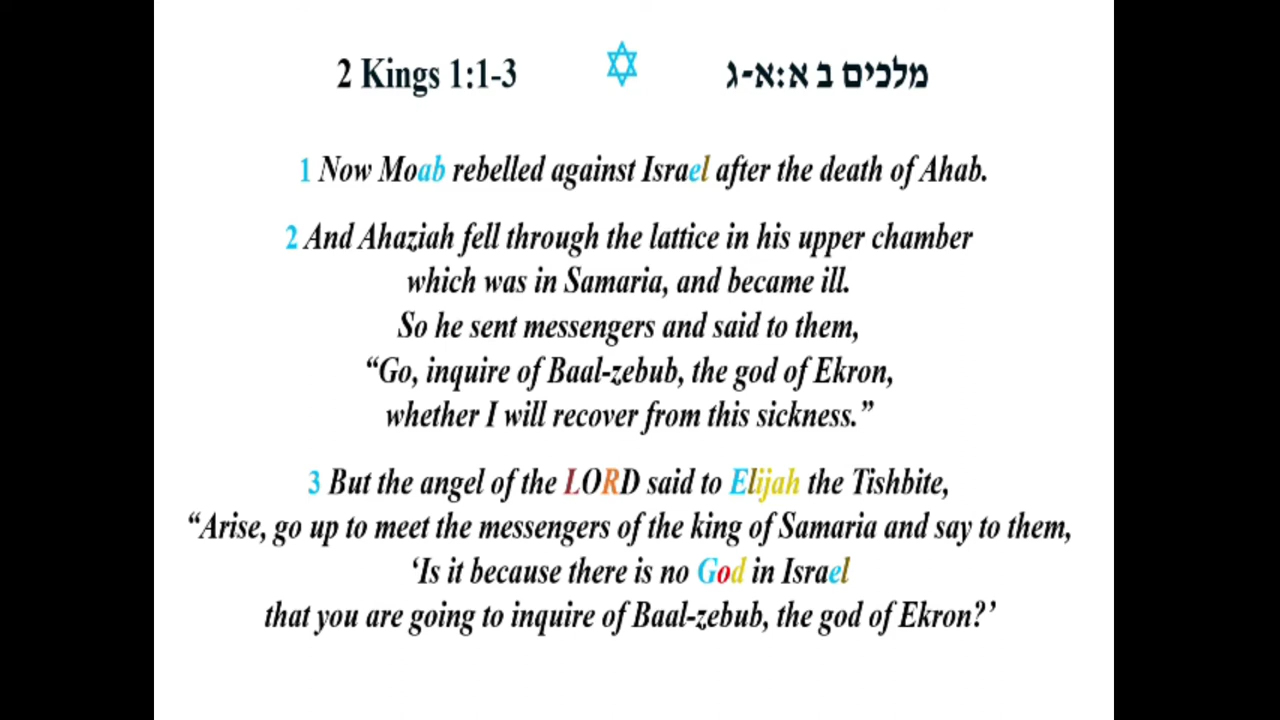 2 Kings 1:1-3 מלכים ב א:א-ג
1 Now Moab rebelled against Israel after the death of Ahab.
2 And Ahaziah fell through the lattice in his upper chamber
which was in Samaria, and became ill.
So he sent messengers and said to them,
“Go, inquire of Baal-zebub, the god of Ekron,
whether I will recover from this sickness.”
3 But the angel of the LORD said to Elijah the Tishbite,
“Arise, go up to meet the messengers of the king of Samaria and say to them,
‘Is it because there is no God in Israel
that you are going to inquire of Baal-zebub, the god of Ekron?’